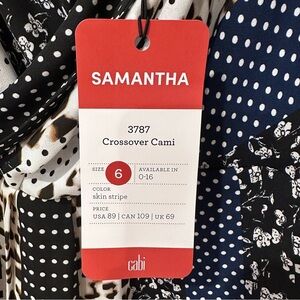 SAMANTHA
3787
Crossover Cami
SIZE 6 AVAILABLE IN
0-16
COLOR
skin stripe
PRICE
USA 89 | CAN 109 | UK 69
cabi